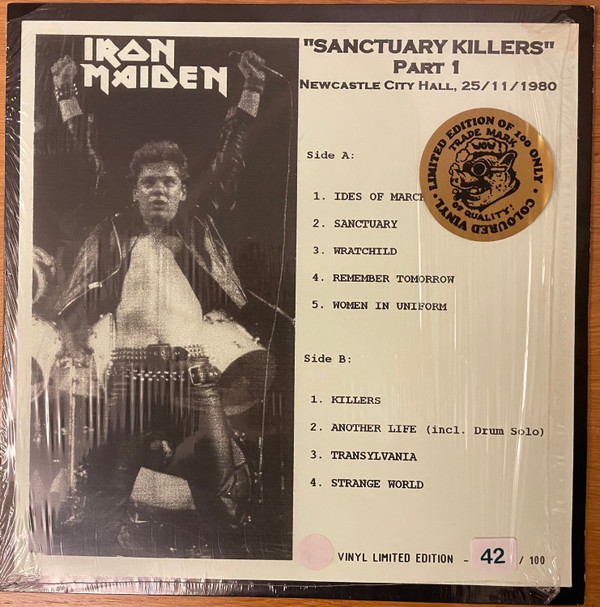 IRON
MAIDEN
"SANCTUARY KILLERS"
PART 1
NEWCASTLE CITY HALL, 25/11/1980
LIMITED EDITION OF 100 ONLY
COLOURED VINYL
TRADE MARK
WOW!
OF QUALITY!
Side A:
1. IDES OF MARCH
2. SANCTUARY
3. WRATCHILD
4. REMEMBER TOMORROW
5. WOMEN IN UNIFORM
Side B:
1. KILLERS
2. ANOTHER LIFE (incl. Drum Solo)
3. TRANSYLVANIA
4. STRANGE WORLD
VINYL LIMITED EDITION - 42 / 100